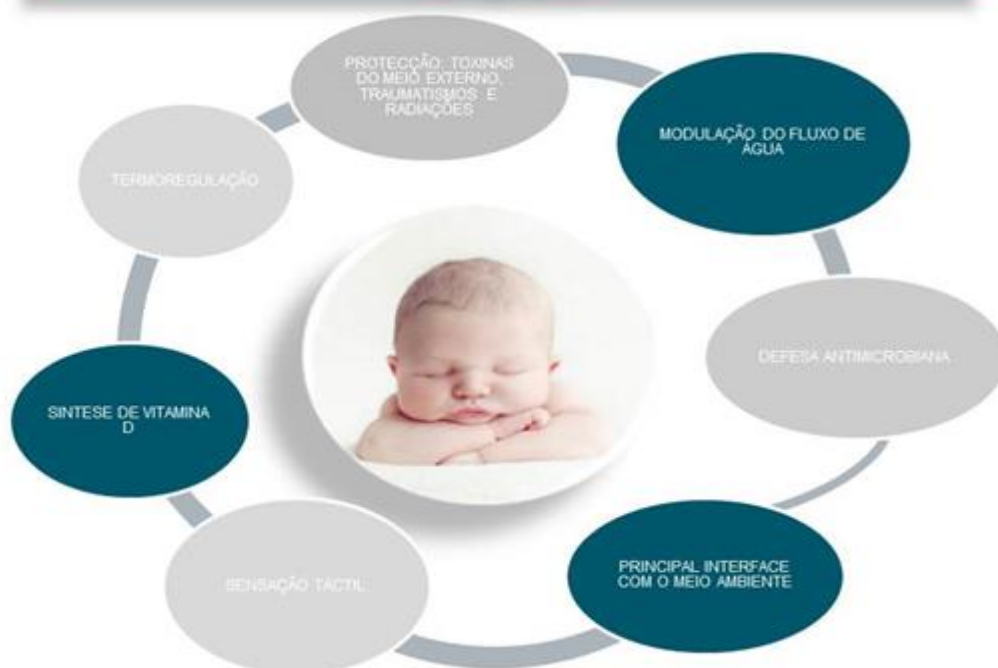 PROTECÇÃO: TOXINAS
DO MEIO EXTERNO,
TRAUMATISMOS E
RADIAÇÕES
MODULAÇÃO DO FLUXO DE
ÁGUA
DEFESA ANTIMICROBIANA
PRINCIPAL INTERFACE
COM O MEIO AMBIENTE
SENSAÇÃO TÁCTIL
SINTESE DE VITAMINA
D
TERMOREGULAÇÃO